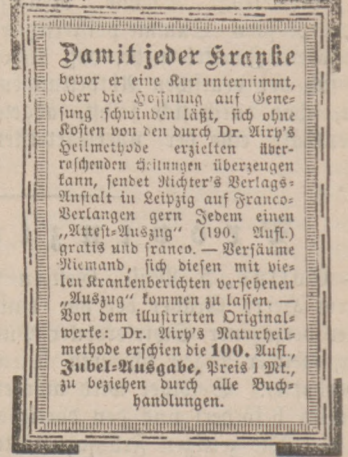 Damit jeder Kranke
bevor er eine Kur unternimmt,
oder die Hoffnung auf Gene-
sung schwinden läßt, sich ohne
Kosten von den durch Dr. Airy's
Heilmethode erzielten über-
raschenden Heilungen überzeugen
kann, sendet Richter's Verlags-
Anstalt in Leipzig auf Franco-
Verlangen gern Jedem einen
„Attest-Auszug“ (190. Aufl.)
gratis und franco. — Versäume
Niemand, sich diesen mit vie-
len Krankenberichten versehenen
„Auszug“ kommen zu lassen. —
Von dem illustrirten Original-
werke: Dr. Airy's Naturheil-
methode erschien die 100. Aufl.,
Jubel-Ausgabe, Preis 1 Mk.,
zu beziehen durch alle Buch-
handlungen.